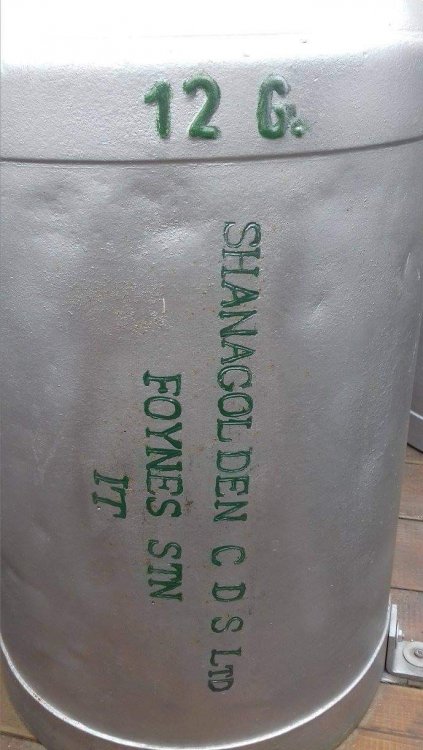 12 G.
SHANAGOLDEN C D S LTD
FOYNES STN
IT